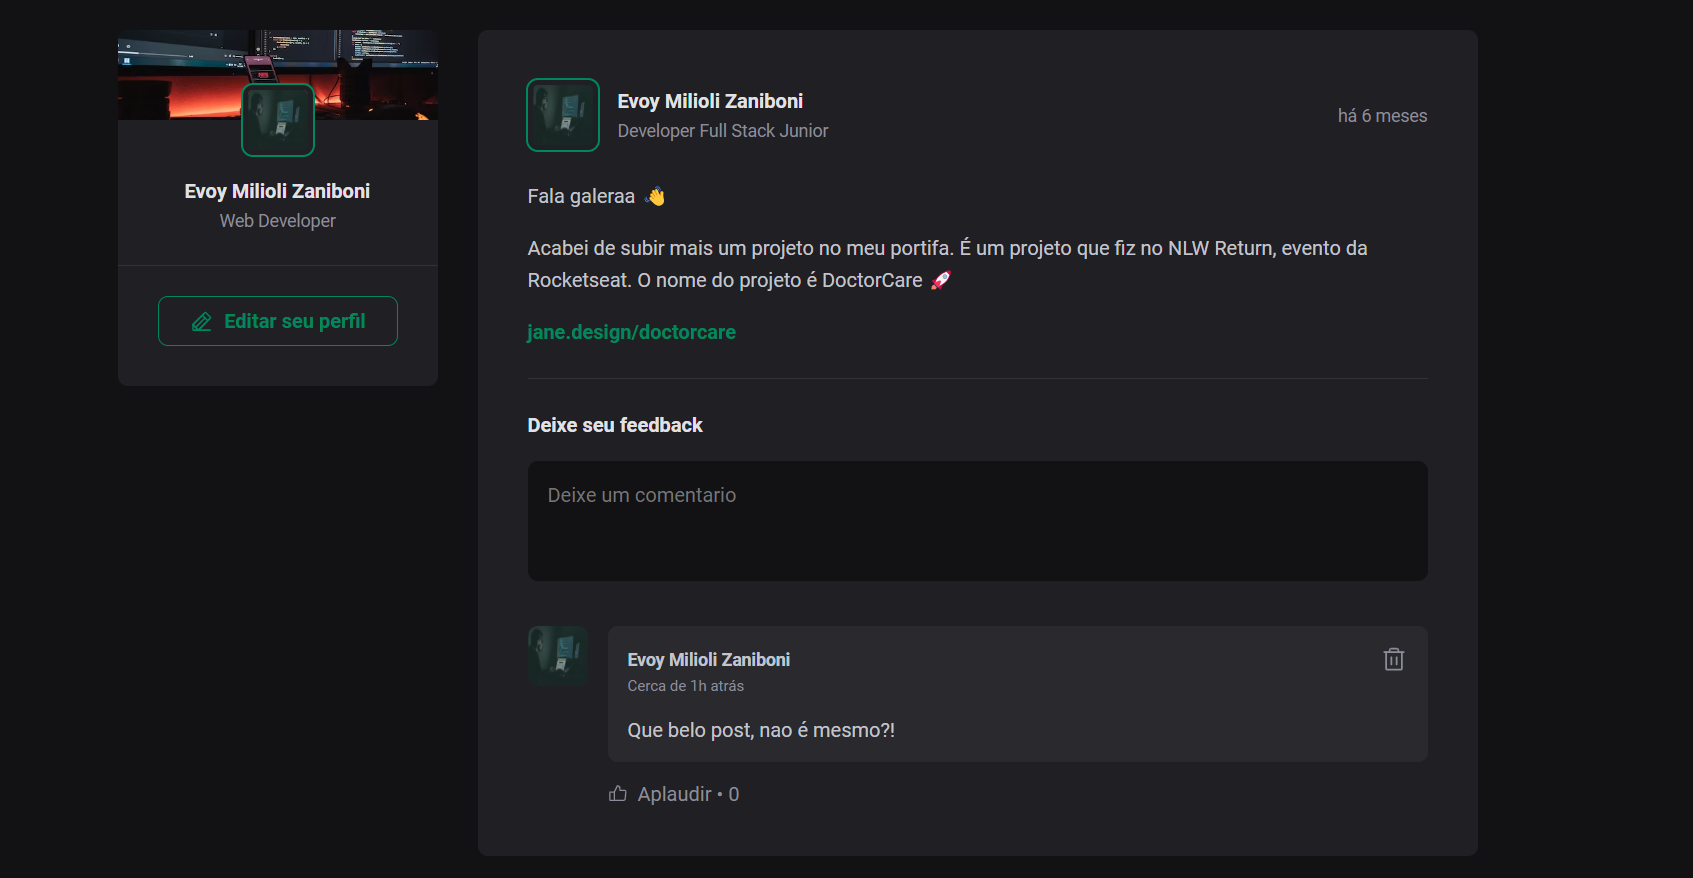 Evoy Milioli Zaniboni
Web Developer
Editar seu perfil
Evoy Milioli Zaniboni
Developer Full Stack Junior
há 6 meses
Fala galeraa 👋
Acabei de subir mais um projeto no meu portifa. É um projeto que fiz no NLW Return, evento da
Rocketseat. O nome do projeto é DoctorCare 🚀
jane.design/doctorcare
Deixe seu feedback
Deixe um comentario
Evoy Milioli Zaniboni
Cerca de 1h atrás
Que belo post, nao é mesmo?!
Aplaudir • 0